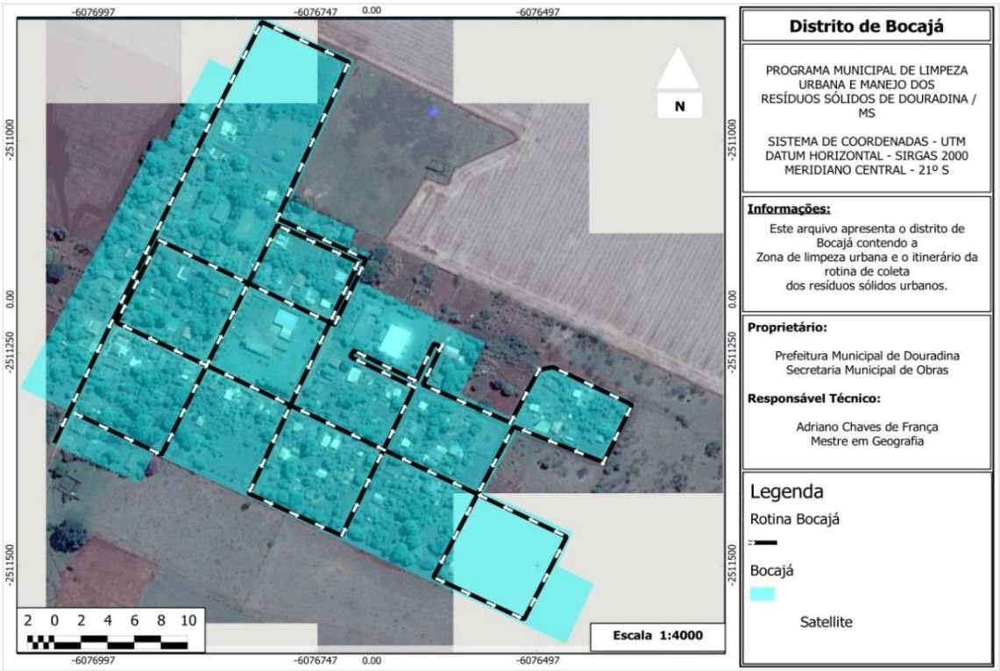 -6076997 -6076747 0.00 -6076497
-2511000
0.00
-2511250
-2511500
N
-2511000
0.00
-2511250
-2511500
2 0 2 4 6 8 10
Escala 1:4000
-6076997 -6076747 0.00 -6076497
Distrito de Bocajá
PROGRAMA MUNICIPAL DE LIMPEZA
URBANA E MANEJO DOS
RESÍDUOS SÓLIDOS DE DOURADINA /
MS
SISTEMA DE COORDENADAS - UTM
DATUM HORIZONTAL - SIRGAS 2000
MERIDIANO CENTRAL - 21º S
Informações:
Este arquivo apresenta o distrito de
Bocajá contendo a
Zona de limpeza urbana e o itinerário da
rotina de coleta
dos resíduos sólidos urbanos.
Proprietário:
Prefeitura Municipal de Douradina
Secretaria Municipal de Obras
Responsável Técnico:
Adriano Chaves de França
Mestre em Geografia
Legenda
Rotina Bocajá
Bocajá
Satellite